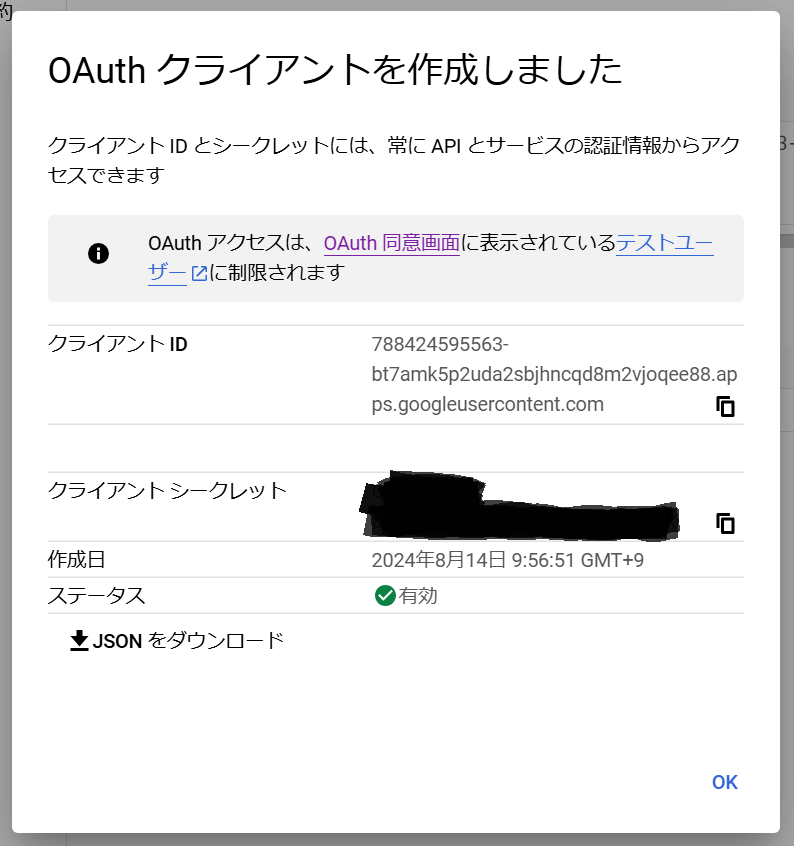 約
OAuth クライアントを作成しました
クライアント ID とシークレットには、常に API とサービスの認証情報からアク
セスできます
OAuth アクセスは、OAuth 同意画面に表示されているテストユー
ザー に制限されます
クライアント ID
788424595563-
bt7amk5p2uda2sbjhncqd8m2vjoqee88.ap
ps.googleusercontent.com
クライアント シークレット
作成日
2024年8月14日 9:56:51 GMT+9
ステータス
有効
JSON をダウンロード
OK